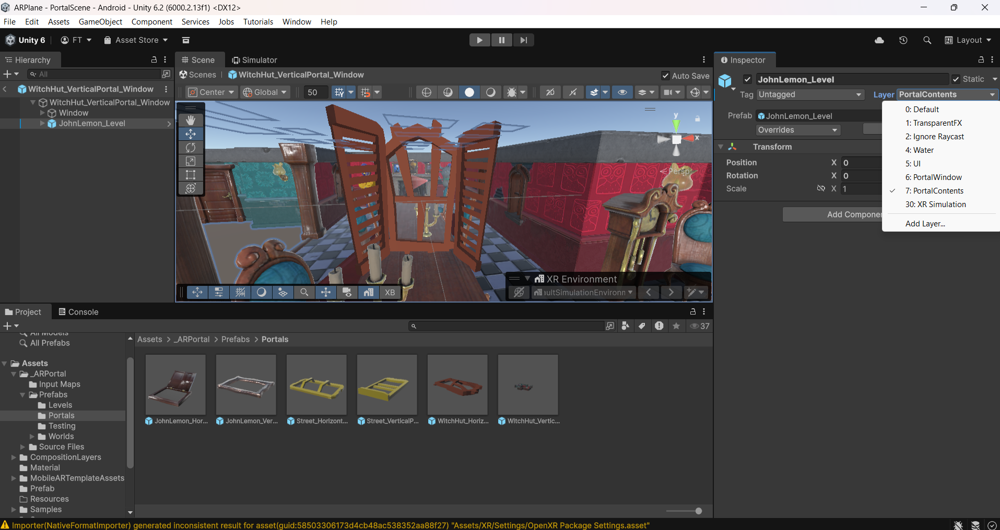 ARPlane - PortalScene - Android - Unity 6.2 (6000.2.13f1) <DX12>
File Edit Assets GameObject Component Services Jobs Tutorials Window Help
Unity 6 FT Asset Store Layout
Hierarchy
All
WitchHut_VerticalPortal_Window
WitchHut_VerticalPortal_Window
Window
JohnLemon_Level
Scene Simulator
Scenes WitchHut_VerticalPortal_Window Auto Save
Center Global 50 2D
y
x
Persp
XR Environment
aultSimulationEnvironn
XB
Inspector
JohnLemon_Level Static
Tag Untagged Layer PortalContents
Prefab JohnLemon_Level
Overrides
Transform
Position X 0
Rotation X 0
Scale X 1
Add Componer
0: Default
1: TransparentFX
2: Ignore Raycast
4: Water
5: UI
6: PortalWindow
7: PortalContents
30: XR Simulation
Add Layer...
Project Console
37
All Models
All Prefabs
Assets
_ARPortal
Input Maps
Prefabs
Levels
Portals
Testing
Worlds
Source Files
CompositionLayers
Material
MobileARTemplateAssets
Prefab
Resources
Samples
Assets > _ARPortal > Prefabs > Portals
JohnLemon_Hor... JohnLemon_Ver... Street_Horizont... Street_VerticalP... WitchHut_Horiz... WitchHut_Vertic...
Importer(NativeFormatImporter) generated inconsistent result for asset(guid:58503306173d4cb48ac538352aa88f27) "Assets/XR/Settings/OpenXR Package Settings.asset"